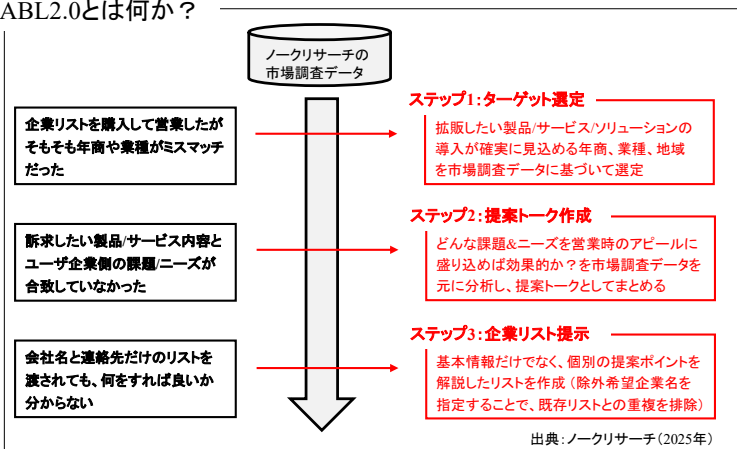 ABL2.0とは何か？
ノークリサーチの
市場調査データ
企業リストを購入して営業したが
そもそも年商や業種がミスマッチ
だった
ステップ1:ターゲット選定
拡販したい製品/サービス/ソリューションの
導入が確実に見込める年商、業種、地域
を市場調査データに基づいて選定
訴求したい製品/サービス内容と
ユーザ企業側の課題/ニーズが
合致していなかった
ステップ2:提案トーク作成
どんな課題&ニーズを営業時のアピールに
盛り込めば効果的か？を市場調査データを
元に分析し、提案トークとしてまとめる
会社名と連絡先だけのリストを
渡されても、何をすれば良いか
分からない
ステップ3:企業リスト提示
基本情報だけでなく、個別の提案ポイントを
解説したリストを作成（除外希望企業名を
指定することで、既存リストとの重複を排除）
出典:ノークリサーチ(2025年)